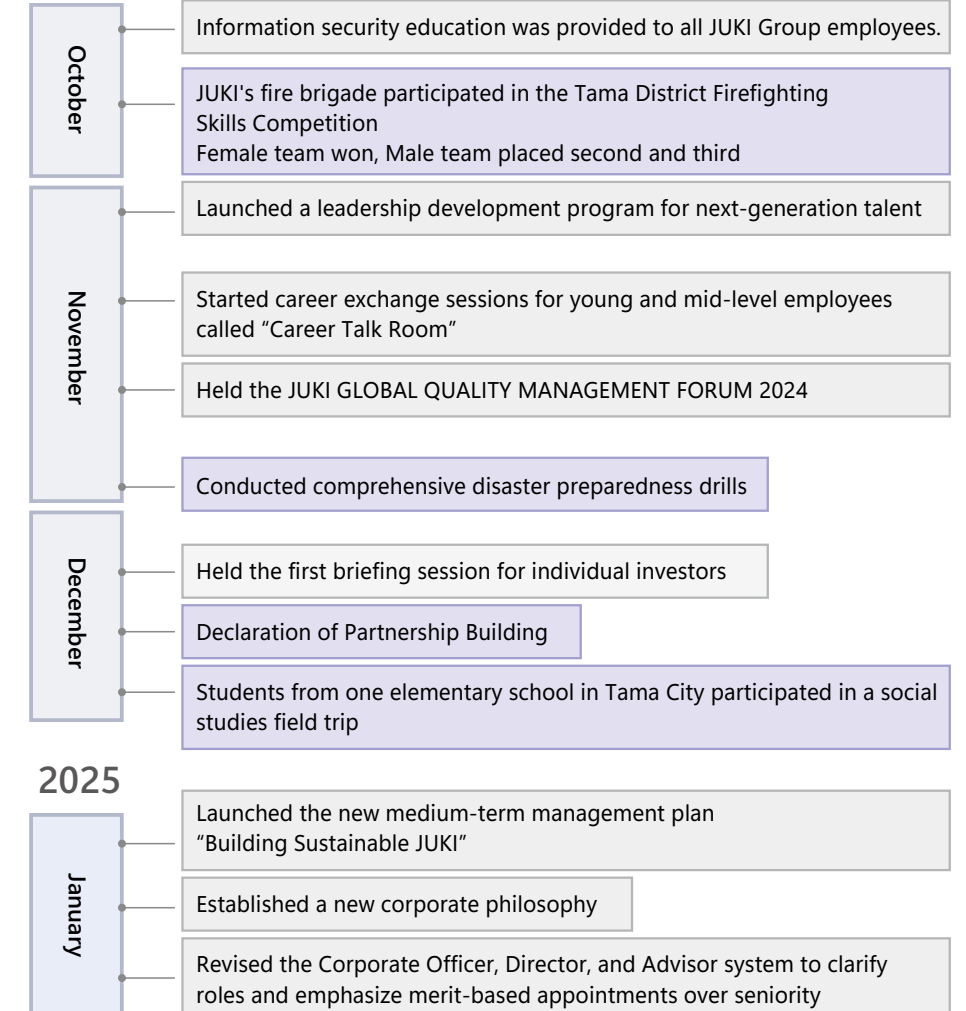 October
Information security education was provided to all JUKI Group employees.
JUKI's fire brigade participated in the Tama District Firefighting
Skills Competition
Female team won, Male team placed second and third
November
Launched a leadership development program for next-generation talent
Started career exchange sessions for young and mid-level employees
called “Career Talk Room”
Held the JUKI GLOBAL QUALITY MANAGEMENT FORUM 2024
Conducted comprehensive disaster preparedness drills
December
Held the first briefing session for individual investors
Declaration of Partnership Building
Students from one elementary school in Tama City participated in a social
studies field trip
2025
January
Launched the new medium-term management plan
“Building Sustainable JUKI”
Established a new corporate philosophy
Revised the Corporate Officer, Director, and Advisor system to clarify
roles and emphasize merit-based appointments over seniority